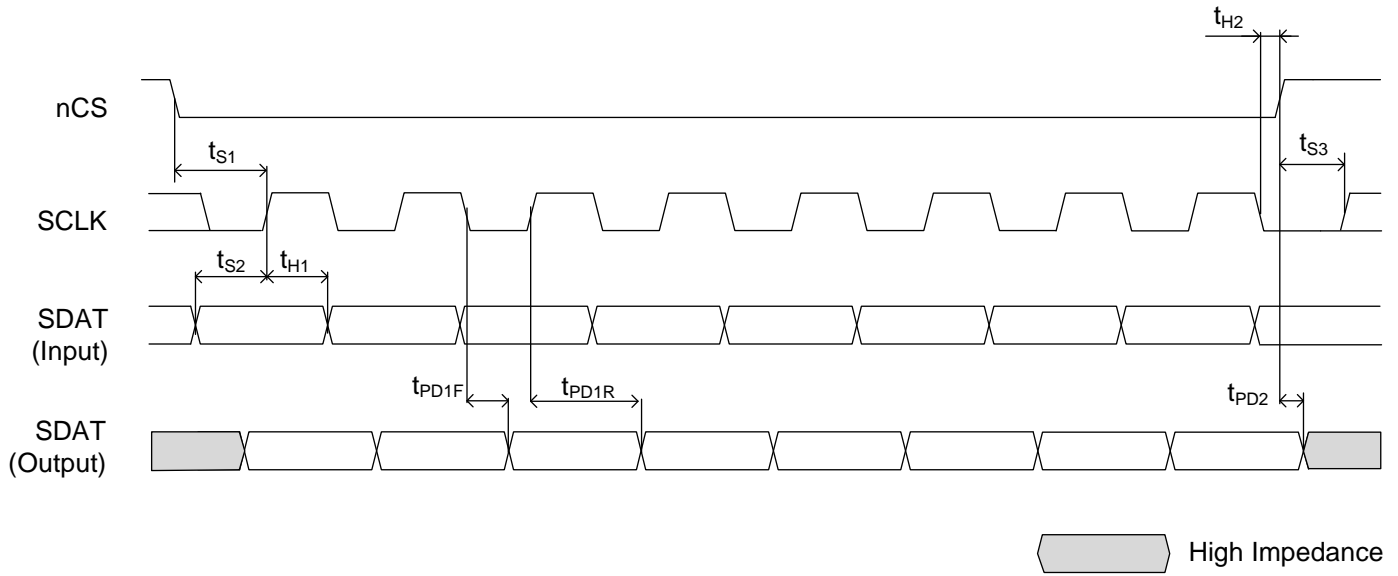 tH2
nCS
tS1
tS3
SCLK
tS2
tH1
SDAT
(Input)
tPD1F
tPD1R
tPD2
SDAT
(Output)
High Impedance